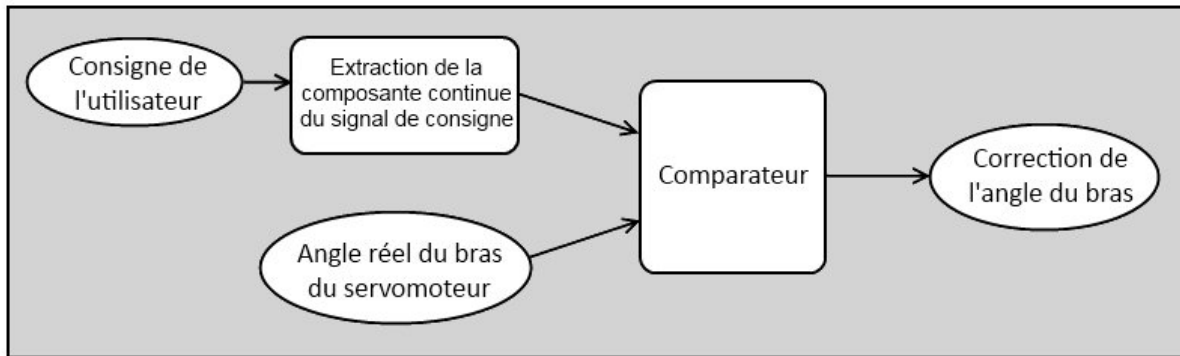 Consigne de
l'utilisateur
Extraction de la
composante continue
du signal de consigne
Comparateur
Correction de
l'angle du bras
Angle réel du bras
du servomoteur